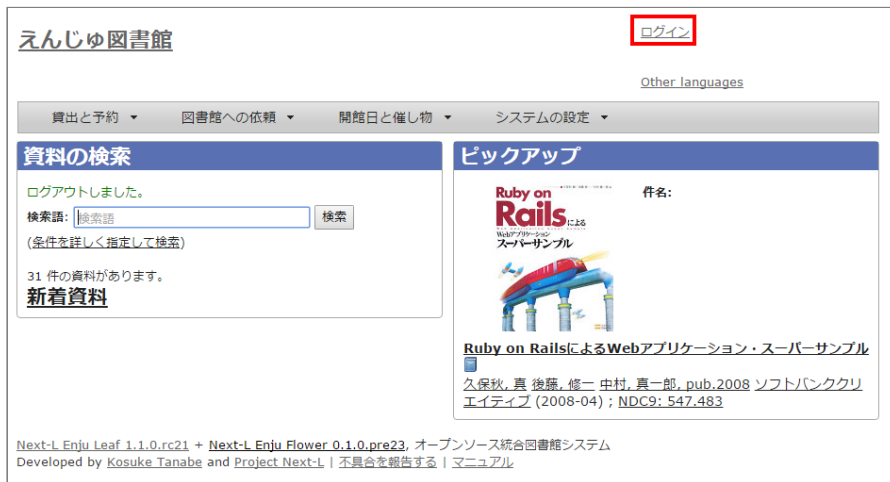 えんじゅ図書館
ログイン
Other languages
貸出と予約 ▼ 図書館への依頼 ▼ 開館日と催し物 ▼ システムの設定 ▼
資料の検索
ログアウトしました。
検索語: 検索語 検索
(条件を詳しく指定して検索)
31 件の資料があります。
新着資料
ピックアップ
Ruby on
Railsによる
Webアプリケーション
スーパーサンプル
件名:
Ruby on RailsによるWebアプリケーション・スーパーサンプル
久保秋, 真 後藤, 修一 中村, 真一郎, pub.2008 ソフトバンククリ
エイティブ (2008-04) ; NDC9: 547.483
Next-L Enju Leaf 1.1.0.rc21 + Next-L Enju Flower 0.1.0.pre23, オープンソース統合図書館システム
Developed by Kosuke Tanabe and Project Next-L | 不具合を報告する | マニュアル